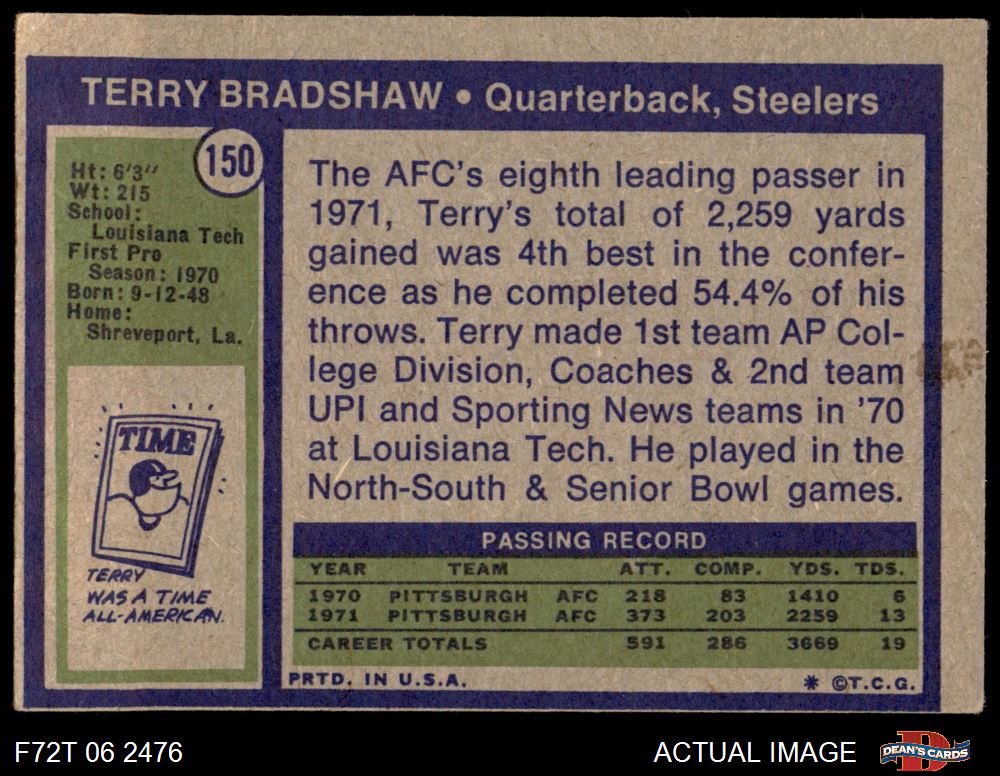 TERRY BRADSHAW • Quarterback, Steelers
150
Ht: 6'3"
Wt: 215
School:
Louisiana Tech
First Pro
Season: 1970
Born: 9-12-48
Home:
Shreveport, La.
TIME
TERRY
WAS A TIME
ALL-AMERICAN.
The AFC's eighth leading passer in
1971, Terry's total of 2,259 yards
gained was 4th best in the confer-
ence as he completed 54.4% of his
throws. Terry made 1st team AP Col-
lege Division, Coaches & 2nd team
UPI and Sporting News teams in '70
at Louisiana Tech. He played in the
North-South & Senior Bowl games.
PASSING RECORD
YEAR TEAM ATT. COMP. YDS. TDS.
1970 PITTSBURGH AFC 218 83 1410 6
1971 PITTSBURGH AFC 373 203 2259 13
CAREER TOTALS 591 286 3669 19
PRTD. IN U.S.A. * ©T.C.G.
F72T 06 2476 ACTUAL IMAGE DEAN'S CARDS